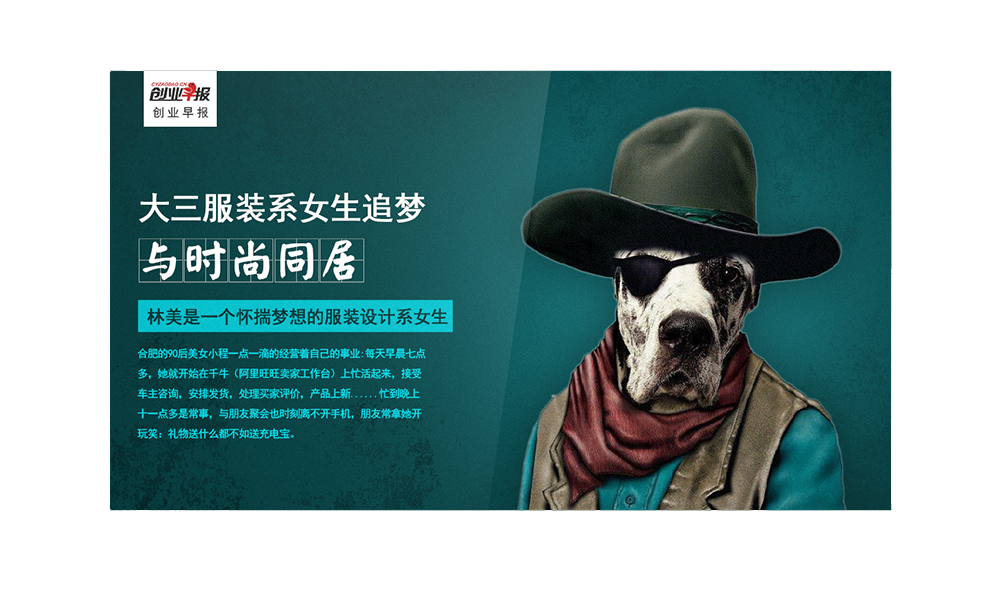 CYZAOBAO.CN
创业早报
创业早报
大三服装系女生追梦
与时尚同居
林美是一个怀揣梦想的服装设计系女生
合肥的90后美女小程一点一滴的经营着自己的事业:每天早晨七点
多，她就开始在千牛（阿里旺旺卖家工作台）上忙活起来，接受
车主咨询，安排发货，处理买家评价，产品上新......忙到晚上
十一点多是常事，与朋友聚会也时刻离不开手机，朋友常拿她开
玩笑：礼物送什么都不如送充电宝。